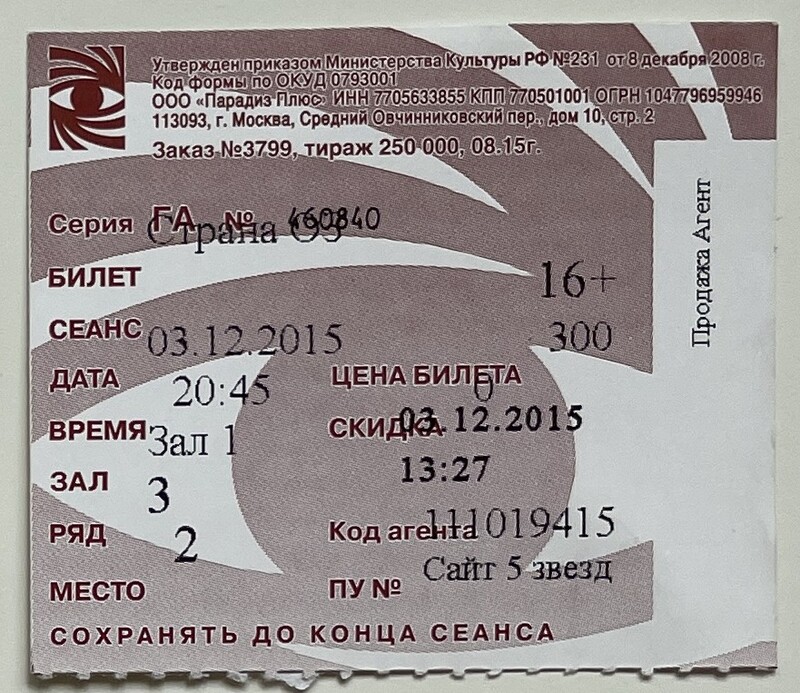 Утвержден приказом Министерства Культуры РФ №231 от 8 декабря 2008 г.
Код формы по ОКУД 0793001
ООО «Парадиз Плюс» ИНН 7705633855 КПП 770501001 ОГРН 1047796959946
113093, г. Москва, Средний Овчинниковский пер., дом 10, стр. 2
Заказ №3799, тираж 250 000, 08.15г.
Серия ГА № 460840
Страна ОЗ
БИЛЕТ 16+
СЕАНС 03.12.2015 300
ДАТА 20:45 ЦЕНА БИЛЕТА 0
ВРЕМЯ Зал 1 СКИДКА 03.12.2015
13:27
ЗАЛ 3
РЯД 2 Код агента 111019415
МЕСТО ПУ № Сайт 5 звезд
СОХРАНЯТЬ ДО КОНЦА СЕАНСА
Продажа Агент